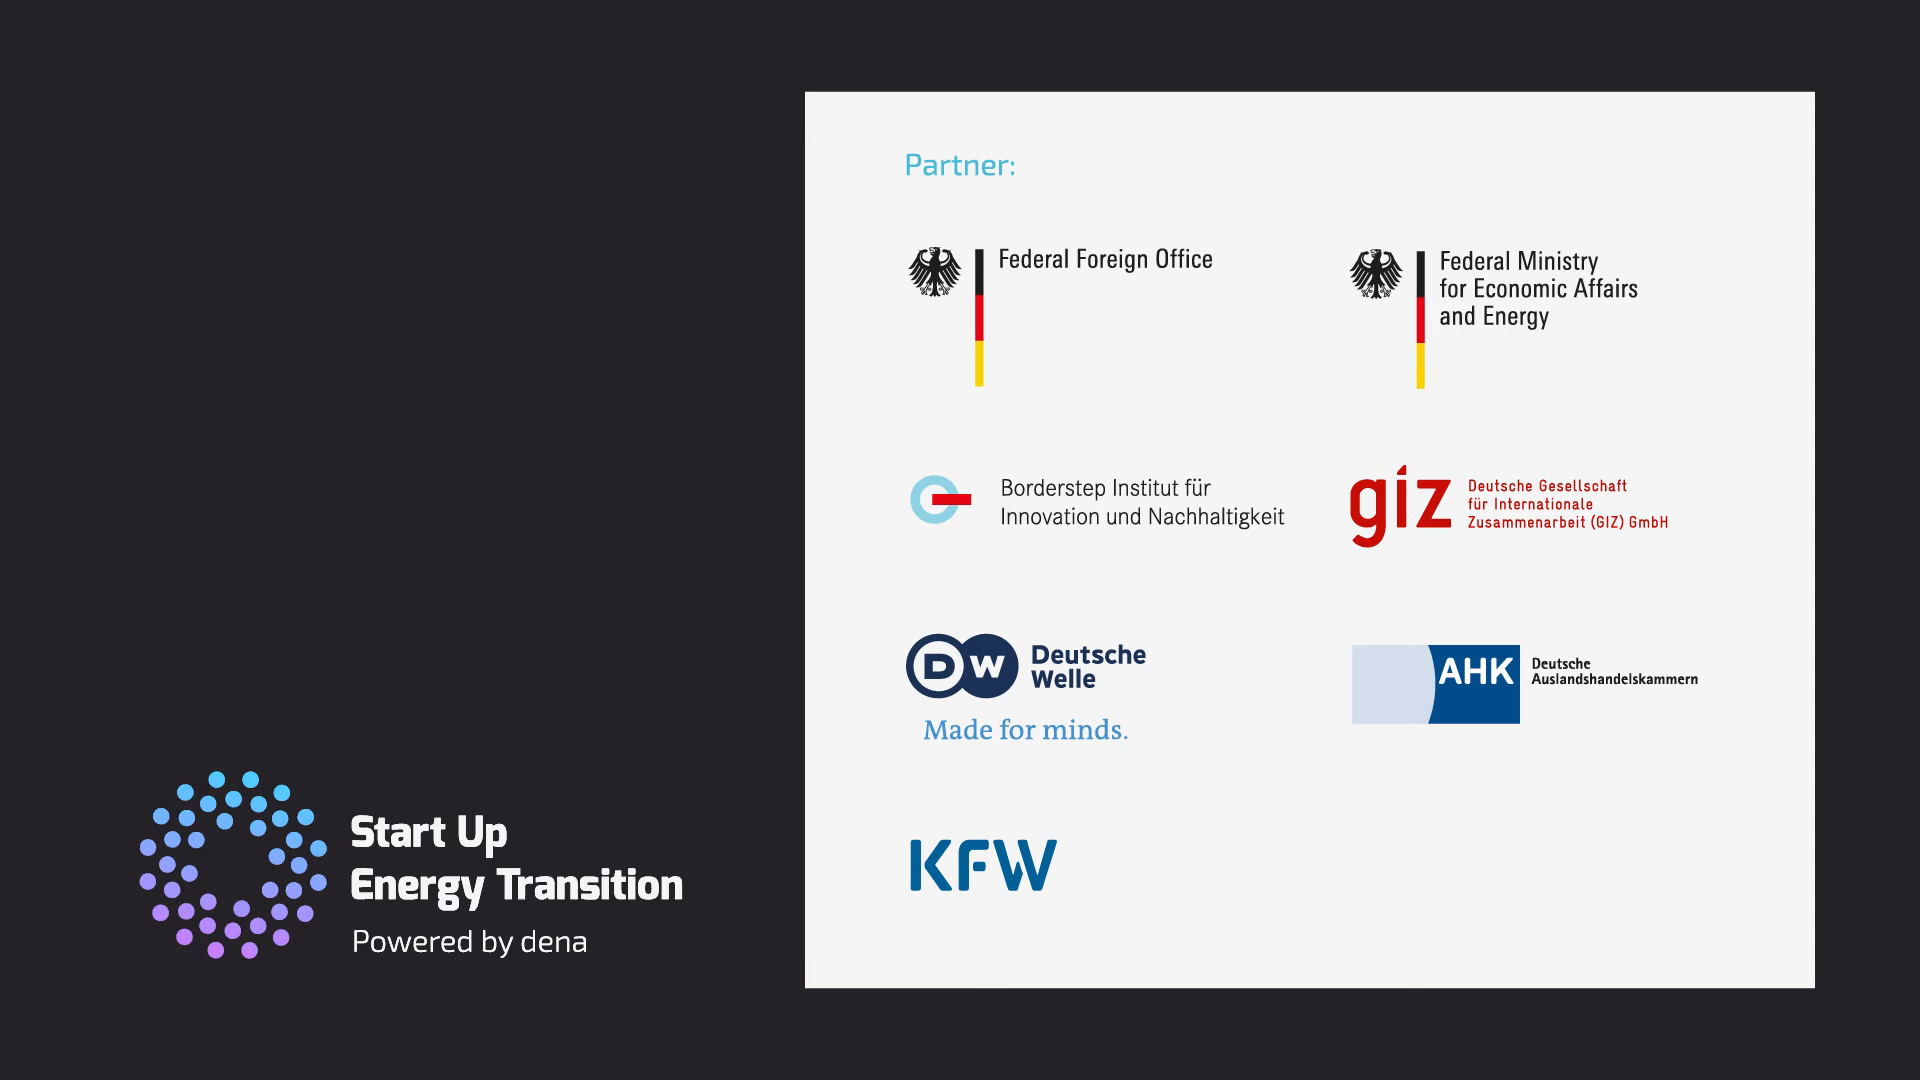 Partner:
Federal Foreign Office
Federal Ministry
for Economic Affairs
and Energy
Borderstep Institut für
Innovation und Nachhaltigkeit
giz
Deutsche Gesellschaft
für Internationale
Zusammenarbeit (GIZ) GmbH
DW
Deutsche
Welle
Made for minds.
AHK
Deutsche
Auslandshandelskammern
KFW
Start Up
Energy Transition
Powered by dena